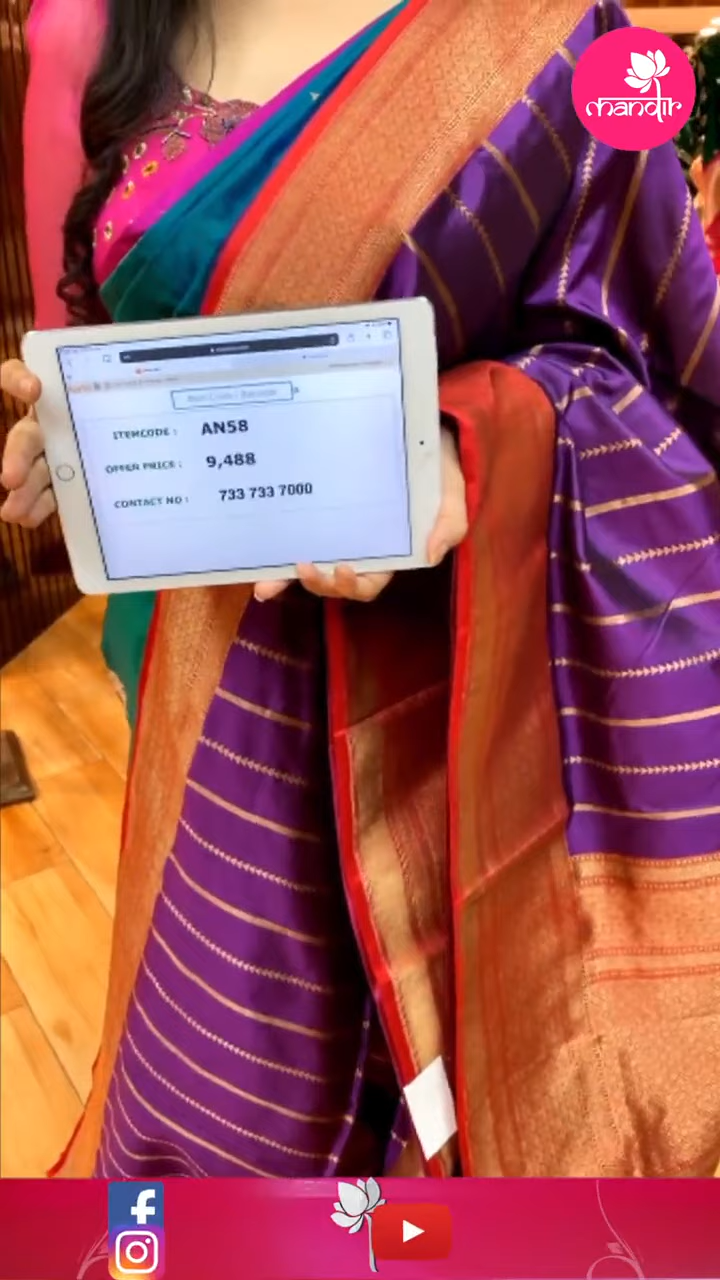 mandir
ITEMCODE : AN58
OFFER PRICE : 9,488
CONTACT NO : 733 733 7000